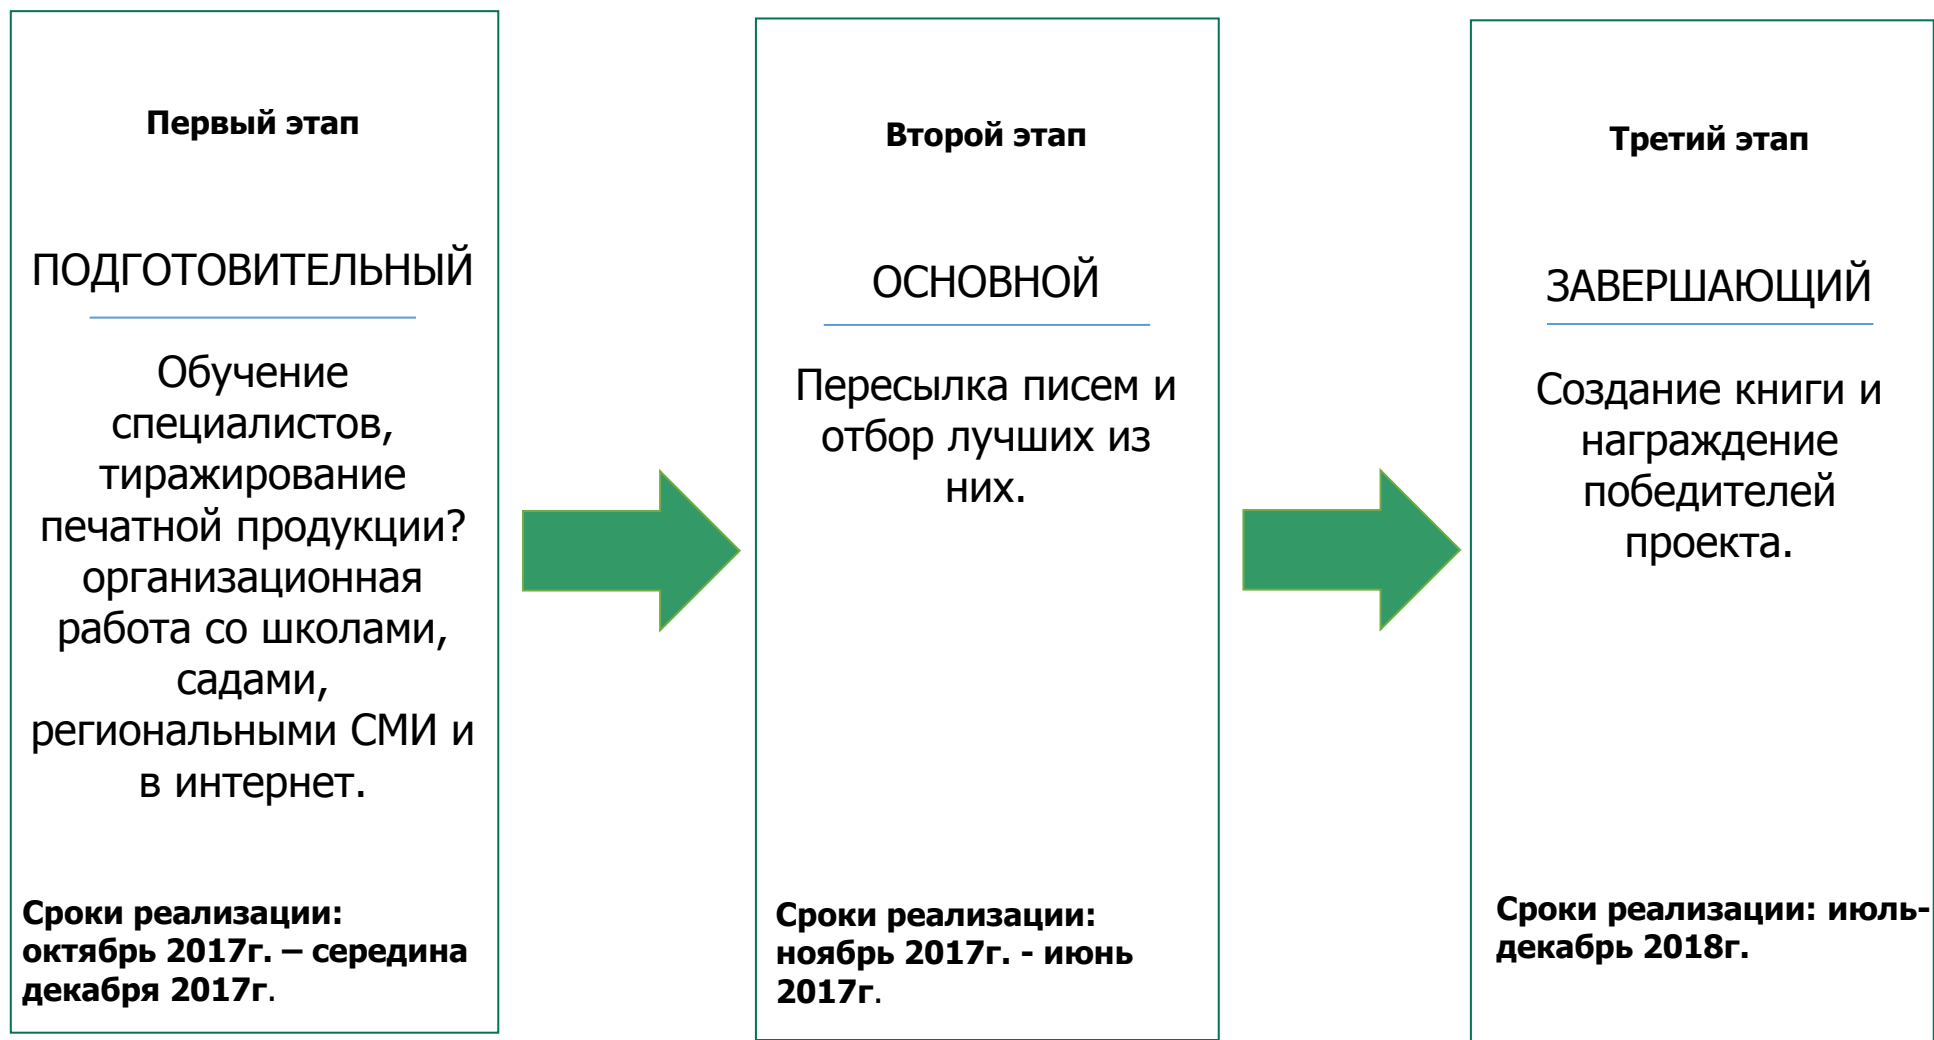 Первый этап
ПОДГОТОВИТЕЛЬНЫЙ
Обучение
специалистов,
тиражирование
печатной продукции?
организационная
работа со школами,
садами,
региональными СМИ и
в интернет.
Сроки реализации:
октябрь 2017г. – середина
декабря 2017г.
Второй этап
ОСНОВНОЙ
Пересылка писем и
отбор лучших из
них.
Сроки реализации:
ноябрь 2017г. - июнь
2017г.
Третий этап
ЗАВЕРШАЮЩИЙ
Создание книги и
награждение
победителей
проекта.
Сроки реализации: июль-
декабрь 2018г.